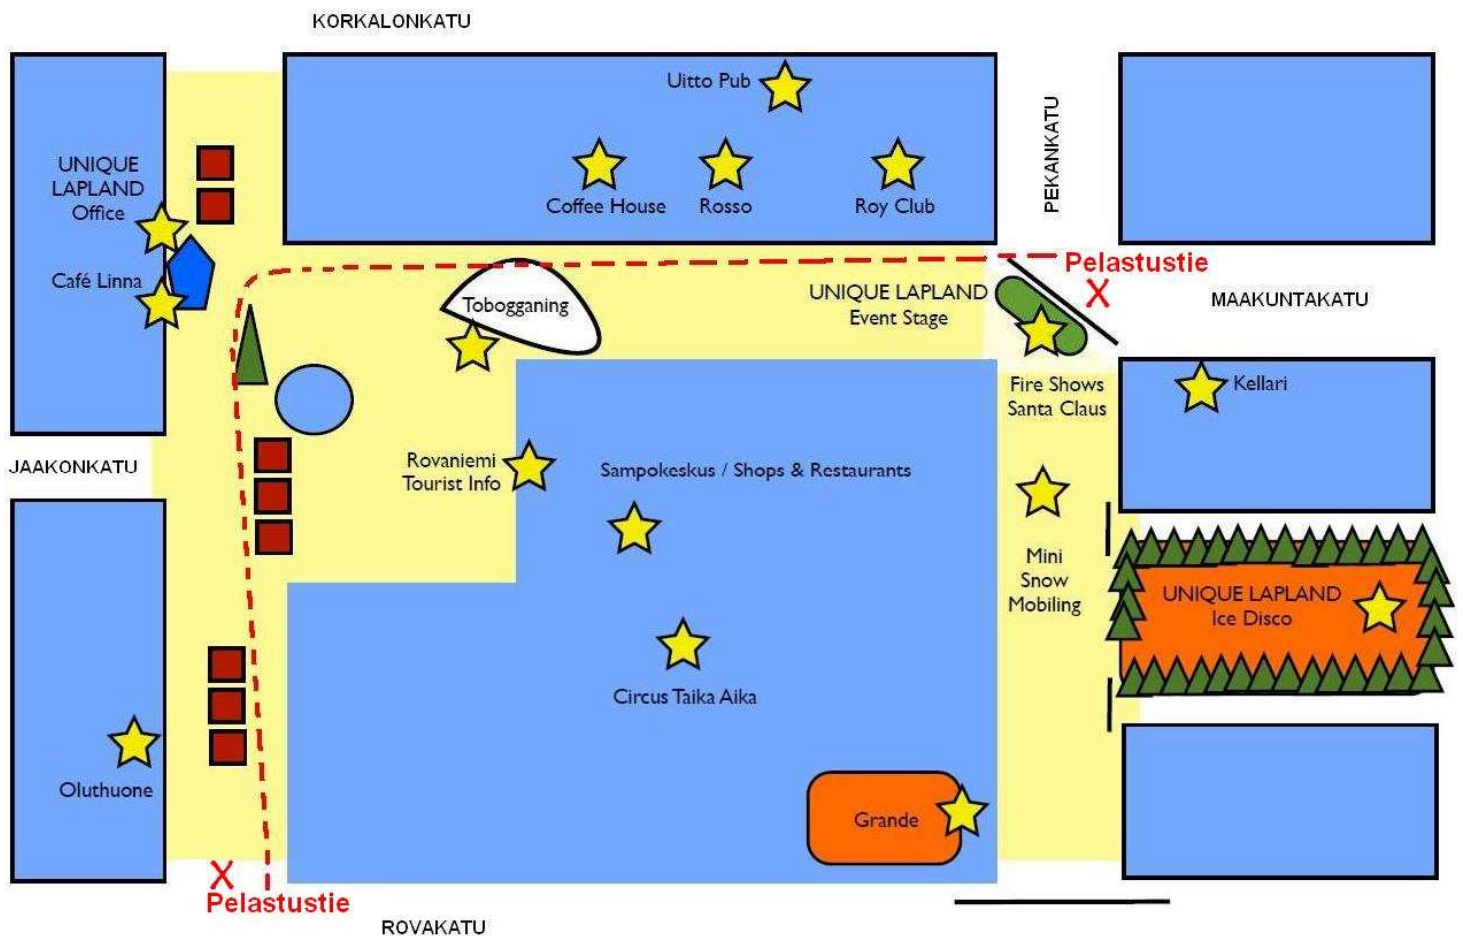 KORKALONKATU
Uitto Pub
UNIQUE
LAPLAND
Office
Coffee House
Rosso
Roy Club
PEKANKATU
Café Linna
Tobogganing
UNIQUE LAPLAND
Event Stage
Pelastustie
X
MAAKUNTAKATU
Fire Shows
Santa Claus
Kellari
JAAKONKATU
Rovaniemi
Tourist Info
Sampokeskus / Shops & Restaurants
Mini
Snow
Mobiling
UNIQUE LAPLAND
Ice Disco
Circus Taika Aika
Oluthuone
Grande
X
Pelastustie
ROVAKATU